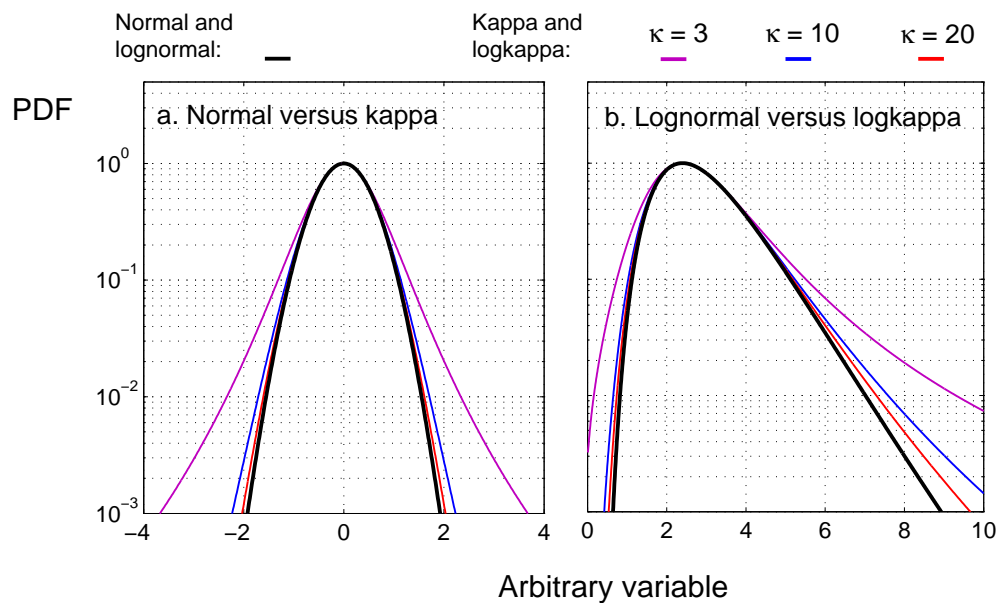 Normal and
lognormal:
Kappa and
logkappa:
κ = 3
κ = 10
κ = 20
PDF
a. Normal versus kappa
b. Lognormal versus logkappa
10^0
10^−1
10^−2
10^−3
−4 −2 0 2 4
0 2 4 6 8 10
Arbitrary variable